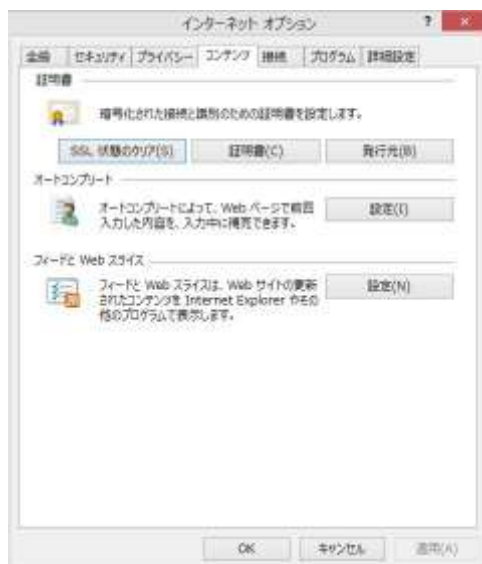 インターネット オプション
?
全般 セキュリティ プライバシー コンテンツ 接続 プログラム 詳細設定
証明書
暗号化された接続と識別のための証明書を設定します。
SSL 状態のクリア(S) 証明書(C) 発行元(B)
オートコンプリート
オートコンプリートによって、Web ページで前回
入力した内容を、入力中に補完できます。
設定(I)
フィードと Web スライス
フィードと Web スライスは、Web サイトの更新
されたコンテンツを Internet Explorer やその
他のプログラムで表示します。
設定(N)
OK キャンセル 適用(A)